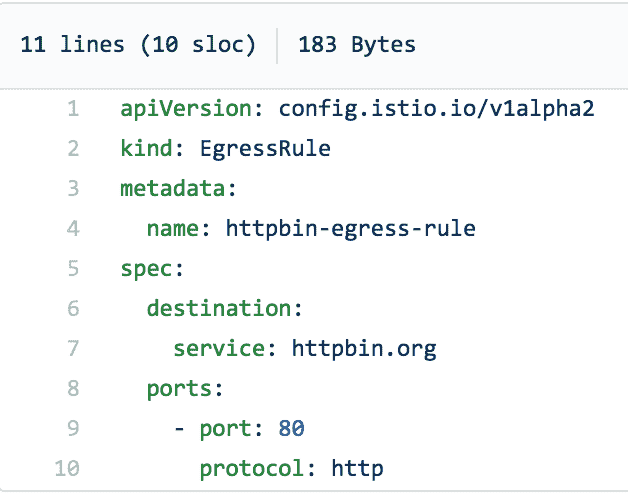 11 lines (10 sloc) 183 Bytes
1 apiVersion: config.istio.io/v1alpha2
2 kind: EgressRule
3 metadata:
4   name: httpbin-egress-rule
5 spec:
6   destination:
7     service: httpbin.org
8   ports:
9     - port: 80
10       protocol: http